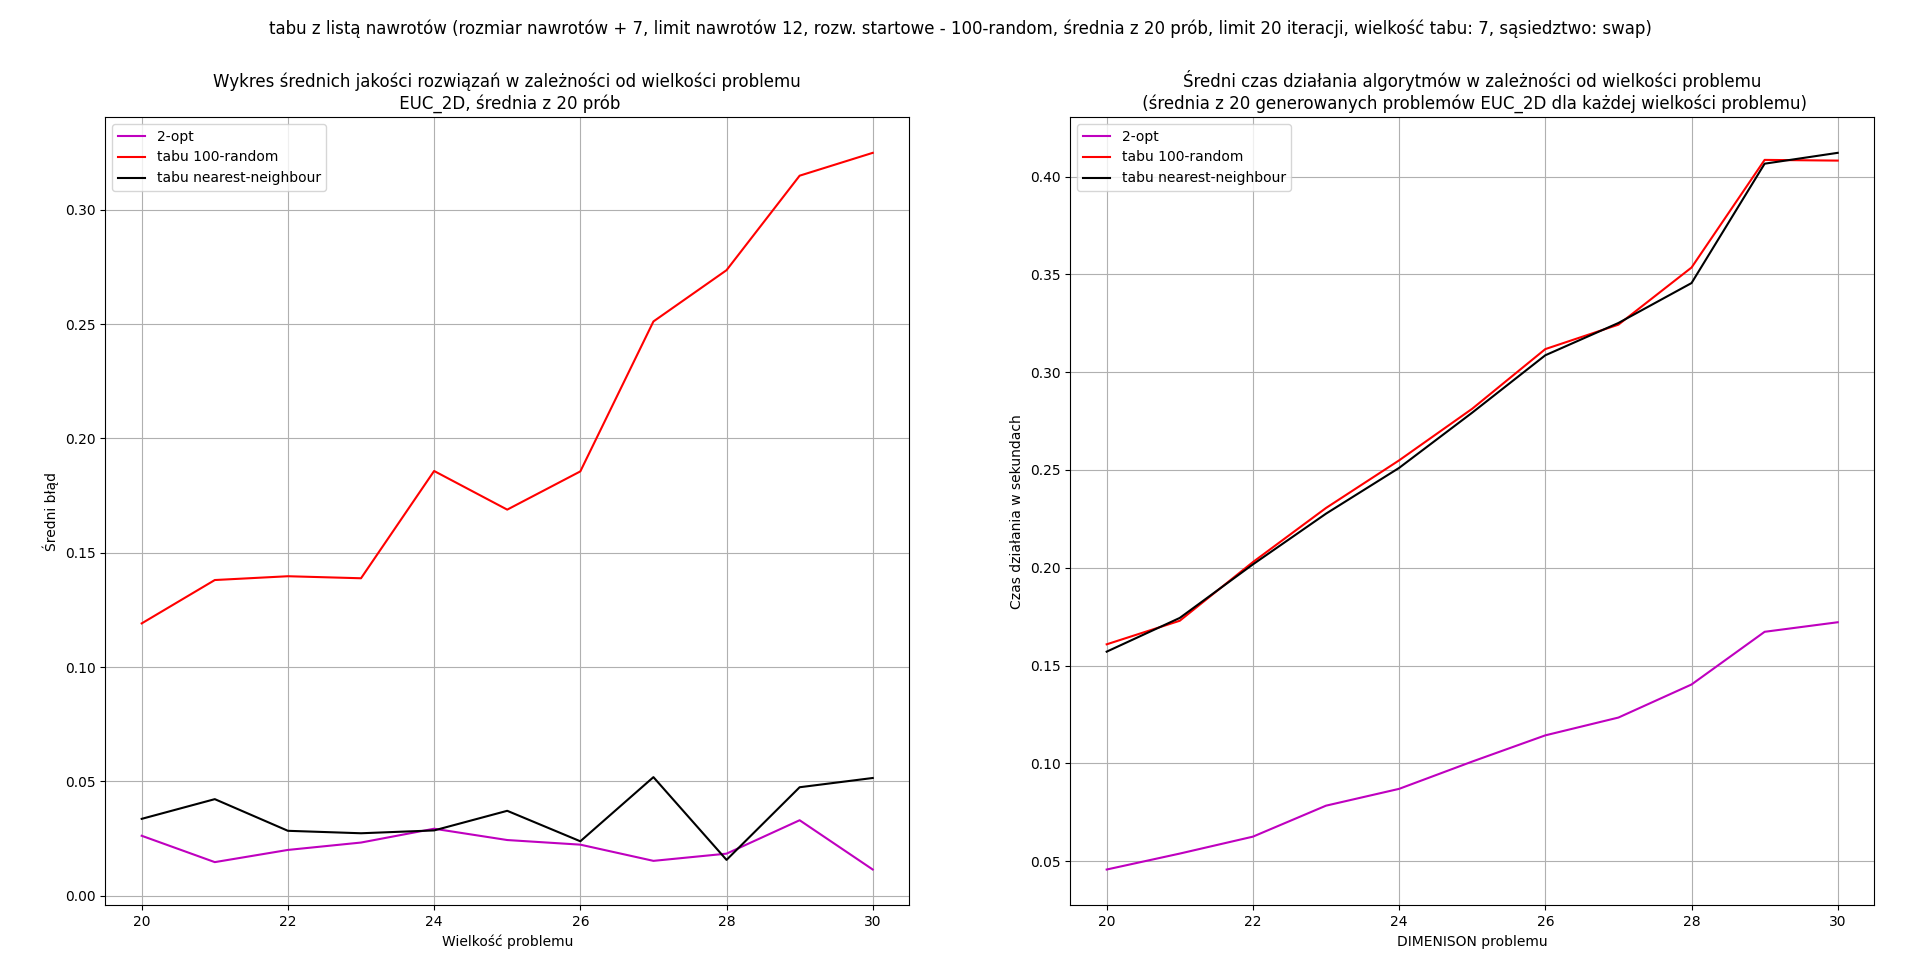 tabu z listą nawrotów (rozmiar nawrotów + 7, limit nawrotów 12, rozw. startowe - 100-random, średnia z 20 prób, limit 20 iteracji, wielkość tabu: 7, sąsiedztwo: swap)
Wykres średnich jakości rozwiązań w zależności od wielkości problemu
EUC_2D, średnia z 20 prób
2-opt
tabu 100-random
tabu nearest-neighbour
0.30
0.25
0.20
0.15
0.10
0.05
0.00
Średni błąd
20 22 24 26 28 30
Wielkość problemu
Średni czas działania algorytmów w zależności od wielkości problemu
(średnia z 20 generowanych problemów EUC_2D dla każdej wielkości problemu)
2-opt
tabu 100-random
tabu nearest-neighbour
0.40
0.35
0.30
0.25
0.20
0.15
0.10
0.05
Czas działania w sekundach
20 22 24 26 28 30
DIMENISON problemu